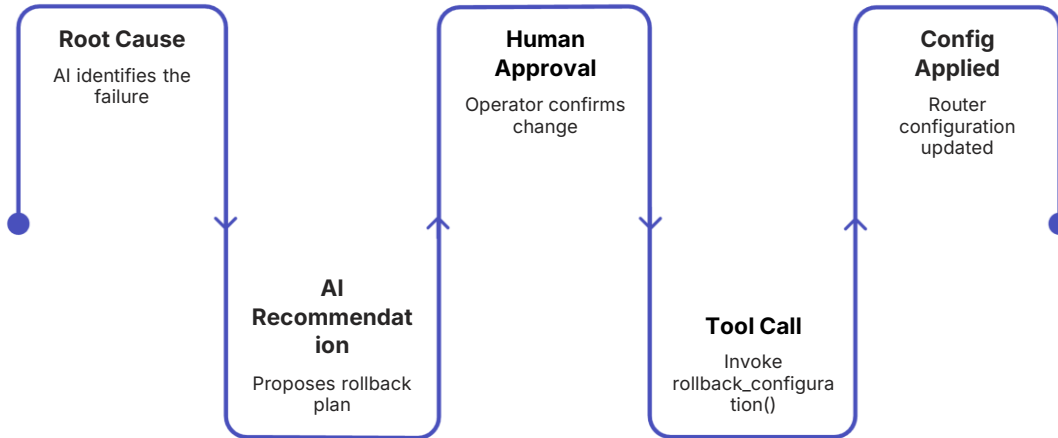 Root Cause
AI identifies the
failure
AI
Recommendat
ion
Proposes rollback
plan
Human
Approval
Operator confirms
change
Tool Call
Invoke
rollback_configura
tion()
Config
Applied
Router
configuration
updated